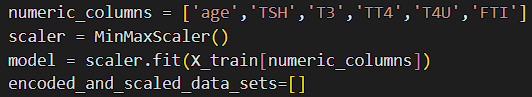 numeric_columns = ['age','TSH','T3','TT4','T4U','FTI']
scaler = MinMaxScaler()
model = scaler.fit(X_train[numeric_columns])
encoded_and_scaled_data_sets=[]